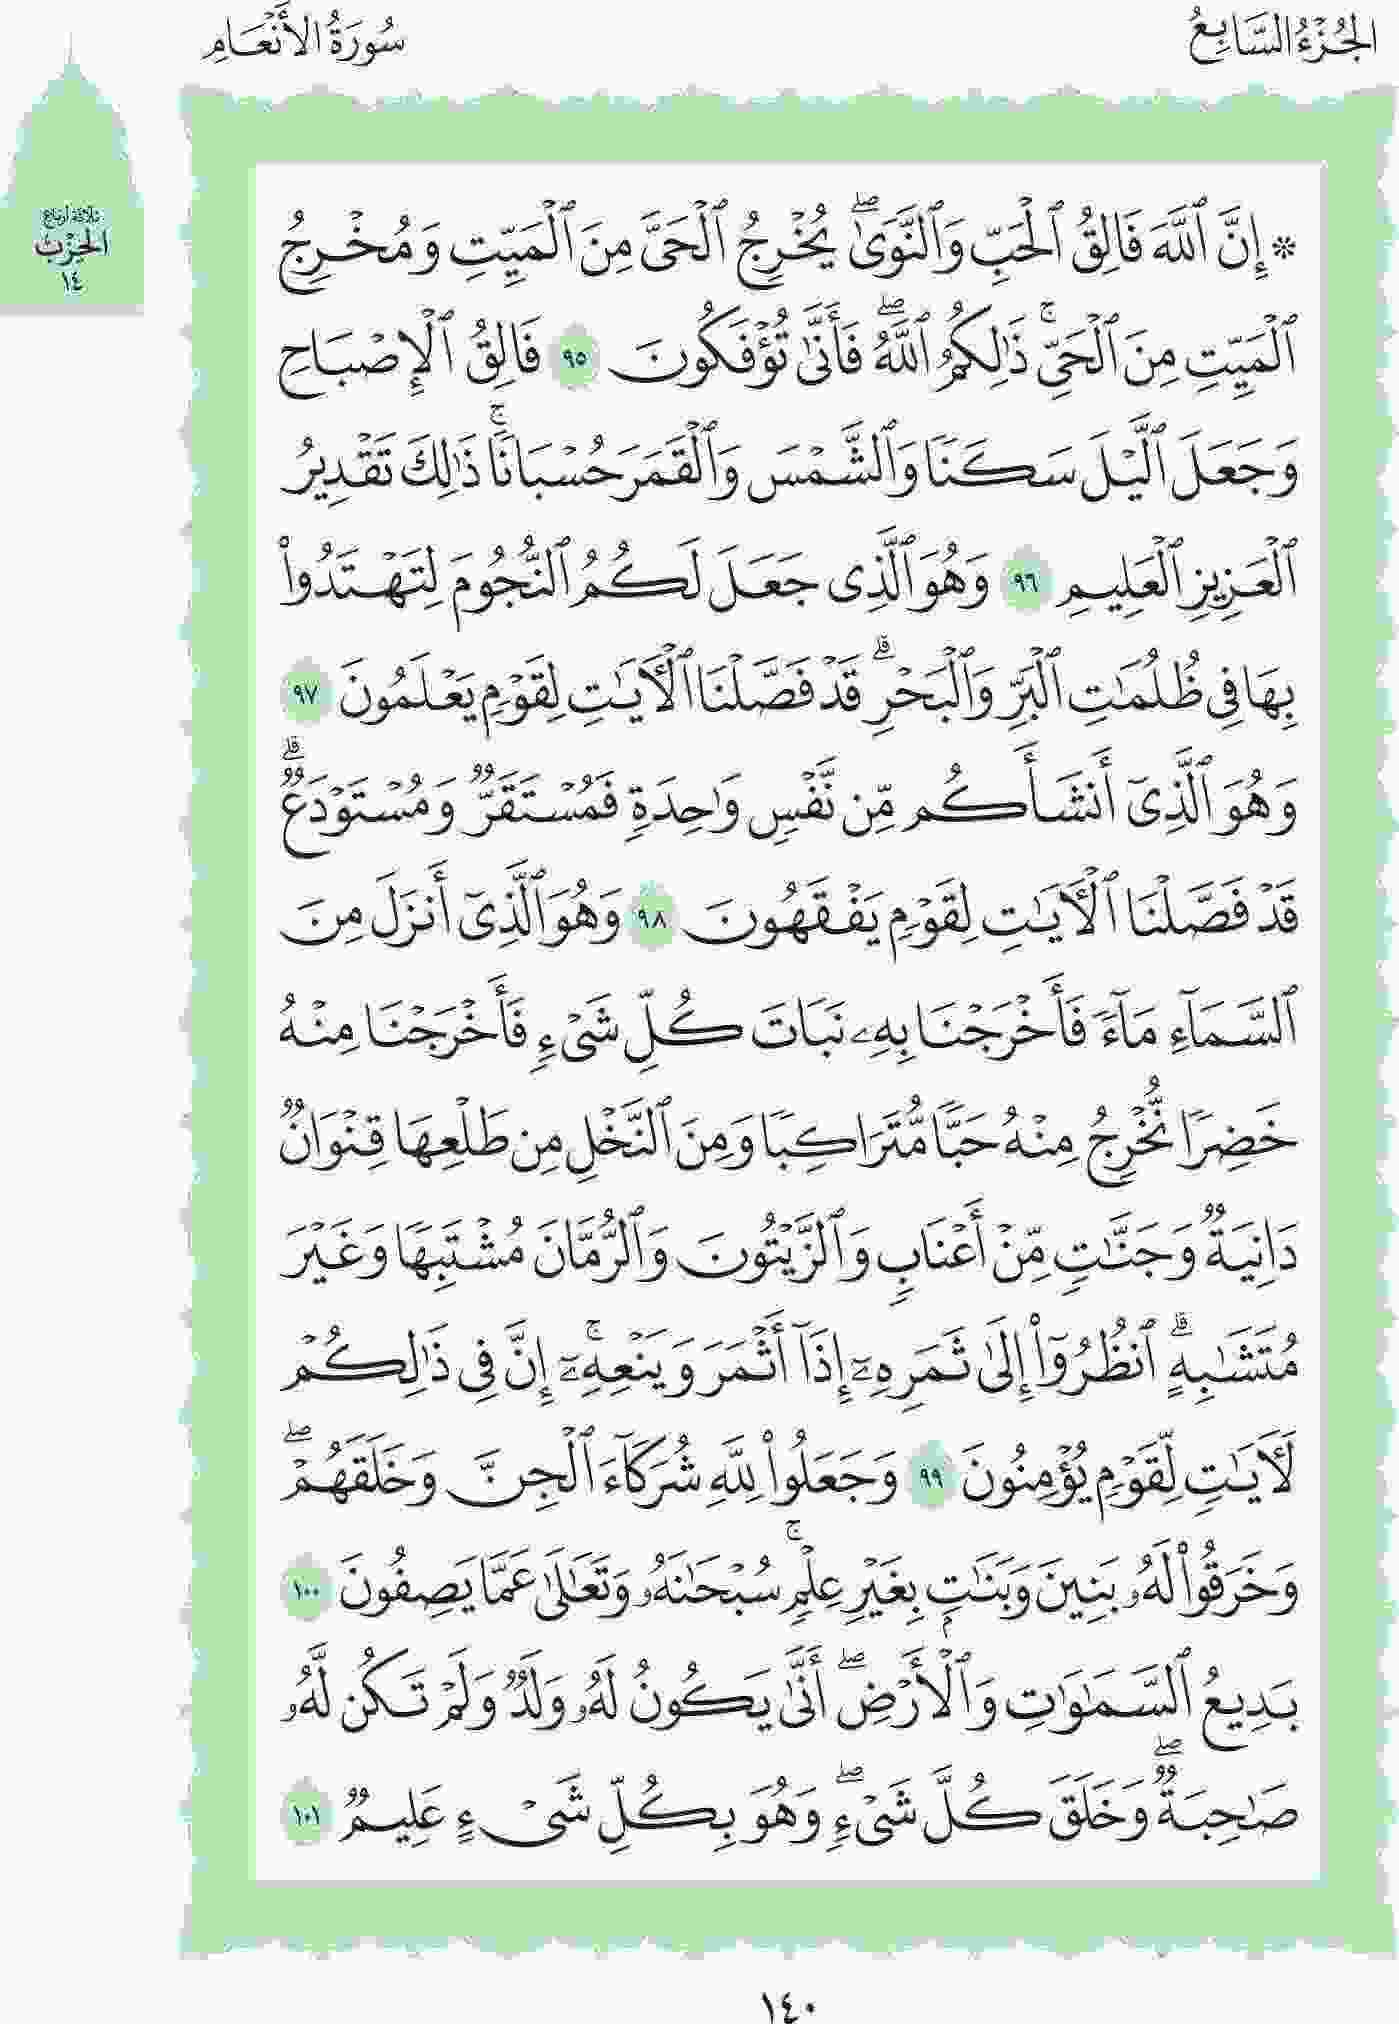 الجُزْءُ السَّابِعُ
سُورَةُ الأَنْعَامِ
ثلاثة أرباع
الحِزْب
١٤
۞ إِنَّ ٱللَّهَ فَالِقُ ٱلْحَبِّ وَٱلنَّوَىٰۖ يُخْرِجُ ٱلْحَىَّ مِنَ ٱلْمَيِّتِ وَمُخْرِجُ
ٱلْمَيِّتِ مِنَ ٱلْحَىِّۚ ذَٰلِكُمُ ٱللَّهُۖ فَأَنَّىٰ تُؤْفَكُونَ ٩٥ فَالِقُ ٱلْإِصْبَاحِ
وَجَعَلَ ٱلَّيْلَ سَكَنًا وَٱلشَّمْسَ وَٱلْقَمَرَ حُسْبَانًاۚ ذَٰلِكَ تَقْدِيرُ
ٱلْعَزِيزِ ٱلْعَلِيمِ ٩٦ وَهُوَ ٱلَّذِى جَعَلَ لَكُمُ ٱلنُّجُومَ لِتَهْتَدُوا۟
بِهَا فِى ظُلُمَٰتِ ٱلْبَرِّ وَٱلْبَحْرِۗ قَدْ فَصَّلْنَا ٱلْءَايَٰتِ لِقَوْمٍ يَعْلَمُونَ ٩٧
وَهُوَ ٱلَّذِىٓ أَنشَأَكُم مِّن نَّفْسٍ وَٰحِدَةٍ فَمُسْتَقَرٌّ وَمُسْتَوْدَعٌۗ
قَدْ فَصَّلْنَا ٱلْءَايَٰتِ لِقَوْمٍ يَفْقَهُونَ ٩٨ وَهُوَ ٱلَّذِىٓ أَنزَلَ مِنَ
ٱلسَّمَآءِ مَآءً فَأَخْرَجْنَا بِهِۦ نَبَاتَ كُلِّ شَىْءٍ فَأَخْرَجْنَا مِنْهُ
خَضِرًا نُّخْرِجُ مِنْهُ حَبًّا مُّتَرَاكِبًا وَمِنَ ٱلنَّخْلِ مِن طَلْعِهَا قِنْوَانٌ
دَانِيَةٌ وَجَنَّٰتٍ مِّنْ أَعْنَابٍ وَٱلزَّيْتُونَ وَٱلرُّمَّانَ مُشْتَبِهًا وَغَيْرَ
مُتَشَٰبِهٍۗ ٱنظُرُوٓا۟ إِلَىٰ ثَمَرِهِۦٓ إِذَآ أَثْمَرَ وَيَنْعِهِۦٓۚ إِنَّ فِى ذَٰلِكُمْ
لَءَايَٰتٍ لِّقَوْمٍ يُؤْمِنُونَ ٩٩ وَجَعَلُوا۟ لِلَّهِ شُرَكَآءَ ٱلْجِنَّ وَخَلَقَهُمْۖ
وَخَرَقُوا۟ لَهُۥ بَنِينَ وَبَنَٰتٍۭ بِغَيْرِ عِلْمٍۚ سُبْحَٰنَهُۥ وَتَعَٰلَىٰ عَمَّا يَصِفُونَ ١٠٠
بَدِيعُ ٱلسَّمَٰوَٰتِ وَٱلْأَرْضِۖ أَنَّىٰ يَكُونُ لَهُۥ وَلَدٌ وَلَمْ تَكُن لَّهُۥ
صَٰحِبَةٌۖ وَخَلَقَ كُلَّ شَىْءٍۖ وَهُوَ بِكُلِّ شَىْءٍ عَلِيمٌ ١٠١
١٤٠